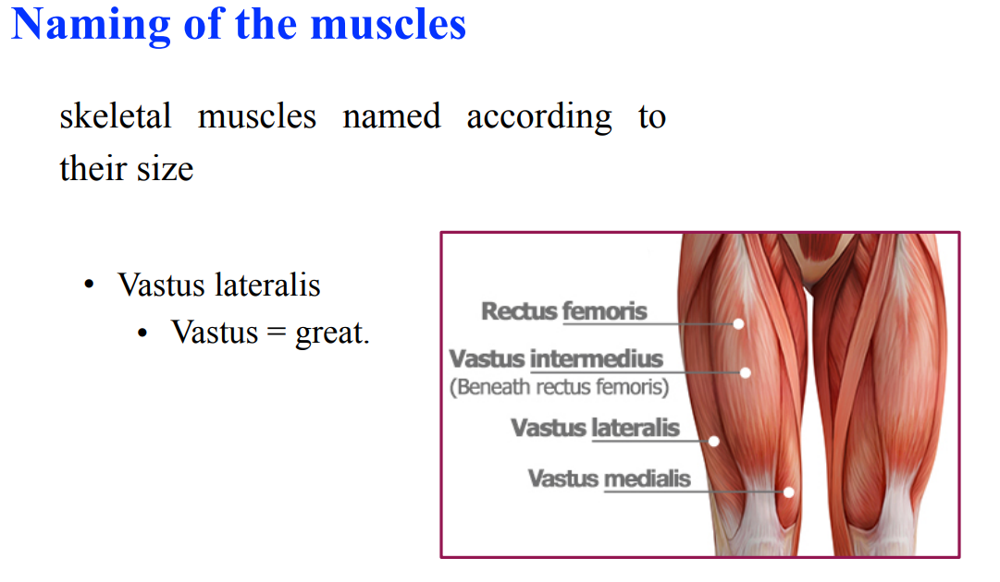 Naming of the muscles
skeletal muscles named according to
their size
• Vastus lateralis
• Vastus = great.
Rectus femoris
Vastus intermedius
(Beneath rectus femoris)
Vastus lateralis
Vastus medialis